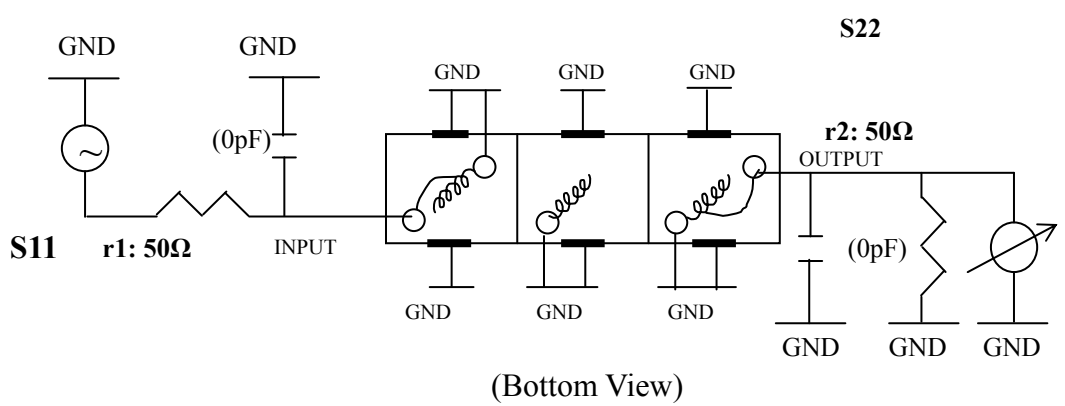 S22
GND
GND
GND
GND
GND
(0pF)
r2: 50Ω
OUTPUT
~
S11
r1: 50Ω
INPUT
(0pF)
GND
GND
GND
GND
GND
GND
(Bottom View)